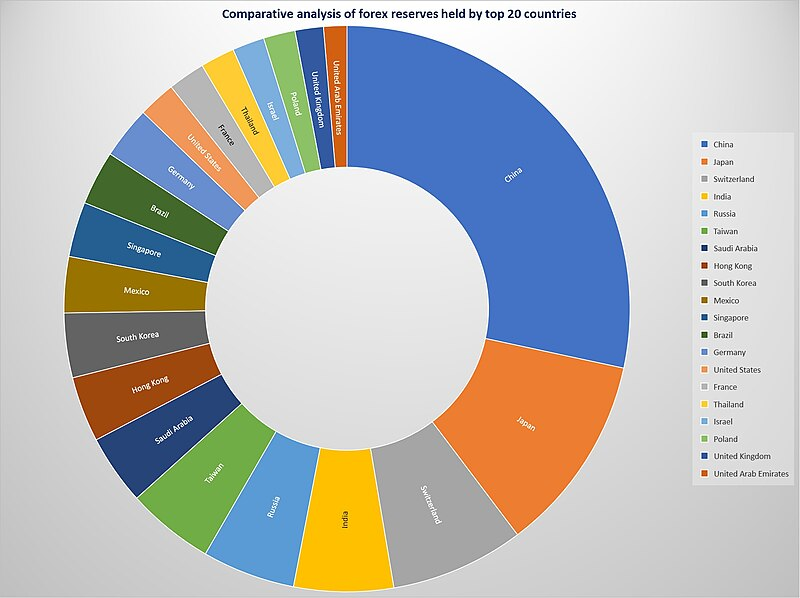 Comparative analysis of forex reserves held by top 20 countries
China
Japan
Switzerland
India
Russia
Taiwan
Saudi Arabia
Hong Kong
South Korea
Mexico
Singapore
Brazil
Germany
United States
France
Thailand
Israel
Poland
United Kingdom
United Arab Emirates
China
Japan
Switzerland
India
Russia
Taiwan
Saudi Arabia
Hong Kong
South Korea
Mexico
Singapore
Brazil
Germany
United States
France
Thailand
Israel
Poland
United Kingdom
United Arab Emirates